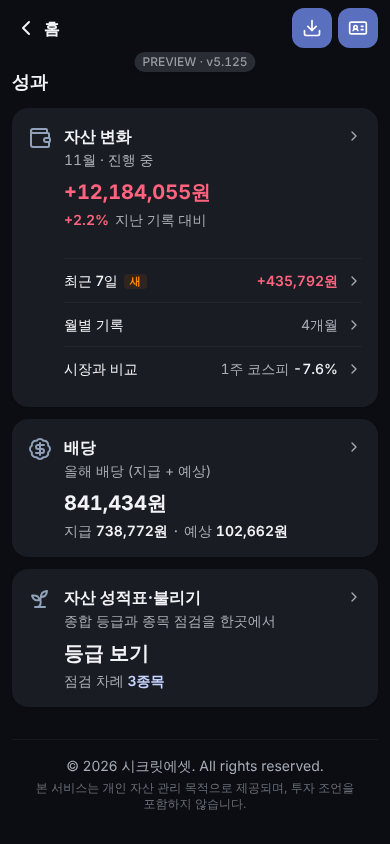 홈
PREVIEW · v5.125
성과
자산 변화
11월 · 진행 중
+12,184,055원
+2.2% 지난 기록 대비
최근 7일 새 +435,792원
월별 기록 4개월
시장과 비교 1주 코스피 -7.6%
배당
올해 배당 (지급 + 예상)
841,434원
지급 738,772원 · 예상 102,662원
자산 성적표·불리기
종합 등급과 종목 점검을 한곳에서
등급 보기
점검 차례 3종목
© 2026 시크릿에셋. All rights reserved.
본 서비스는 개인 자산 관리 목적으로 제공되며, 투자 조언을
포함하지 않습니다.